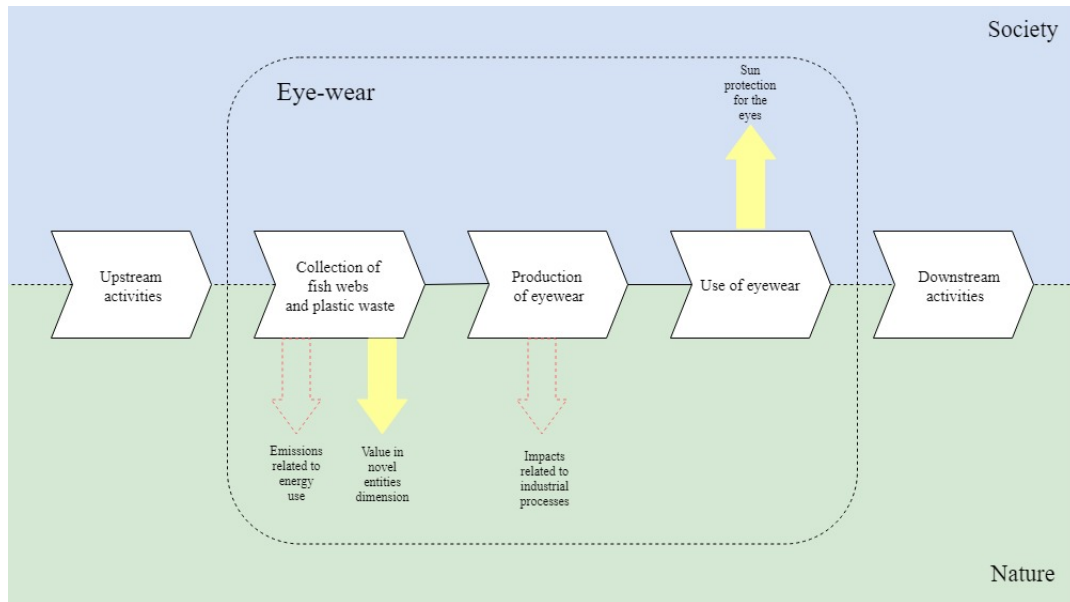 Society
Eye-wear
Sun
protection
for the
eyes
Upstream
activities
Collection of
fish webs
and plastic waste
Production
of eyewear
Use of eyewear
Downstream
activities
Emissions
related to
energy
use
Value in
novel
entities
dimension
Impacts
related to
industrial
processes
Nature